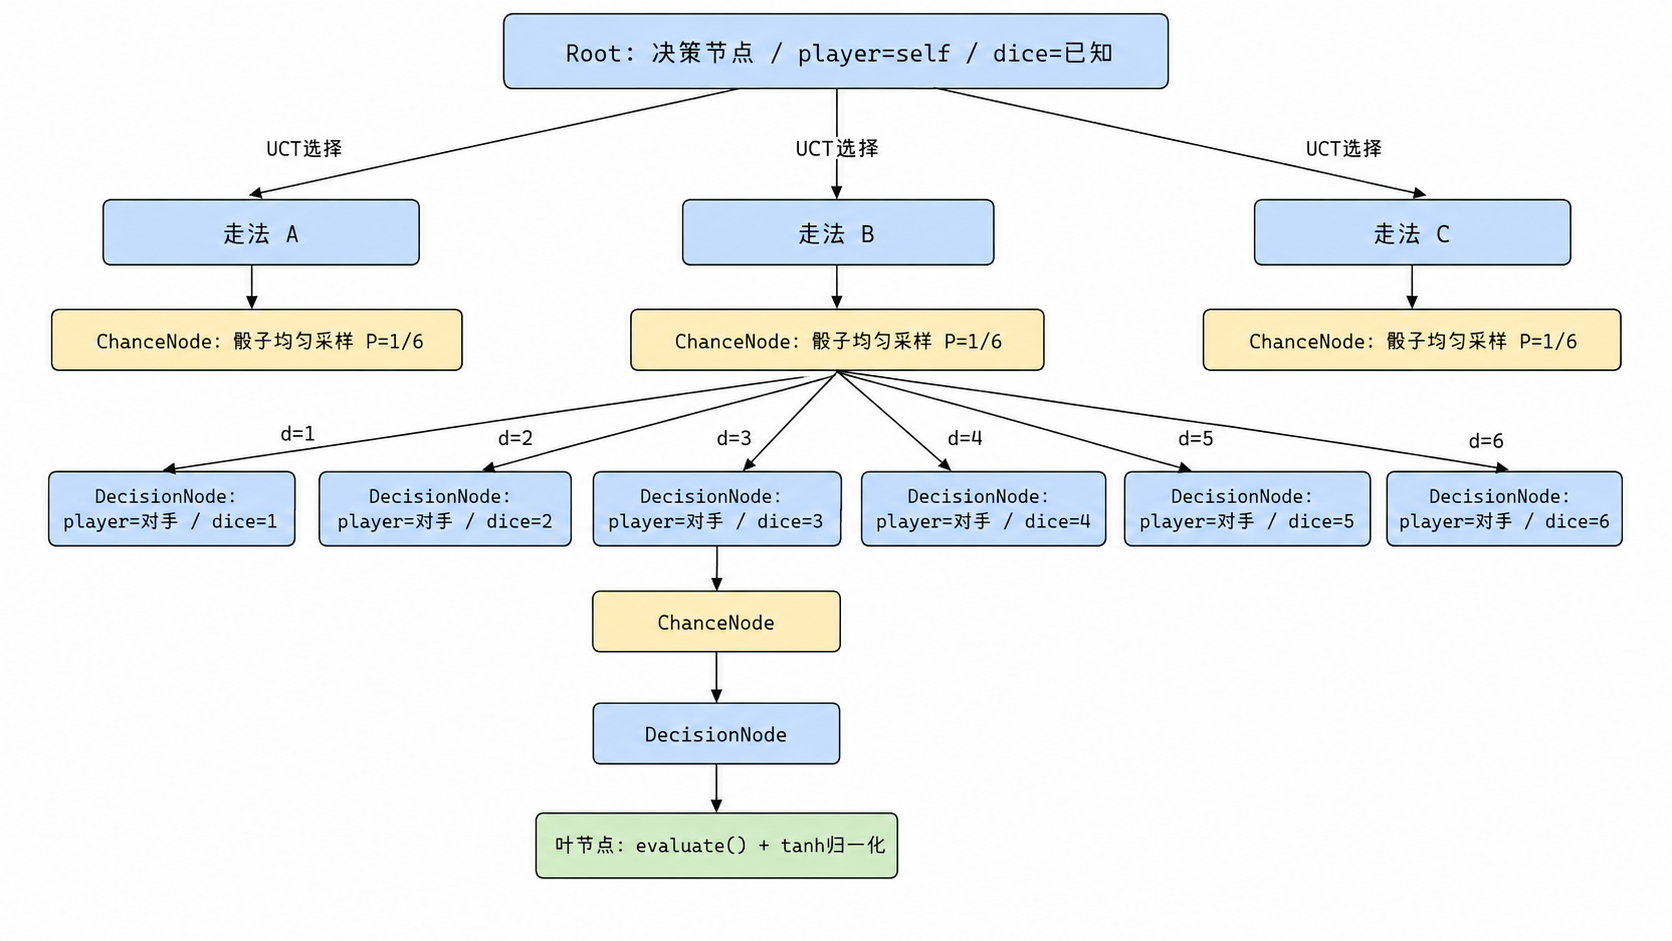 Root: 决策节点 / player=self / dice=已知
UCT选择
UCT选择
UCT选择
走法 A
走法 B
走法 C
ChanceNode: 骰子均匀采样 P=1/6
ChanceNode: 骰子均匀采样 P=1/6
ChanceNode: 骰子均匀采样 P=1/6
d=1
d=2
d=3
d=4
d=5
d=6
DecisionNode:
player=对手 / dice=1
DecisionNode:
player=对手 / dice=2
DecisionNode:
player=对手 / dice=3
DecisionNode:
player=对手 / dice=4
DecisionNode:
player=对手 / dice=5
DecisionNode:
player=对手 / dice=6
ChanceNode
DecisionNode
叶节点: evaluate() + tanh归一化